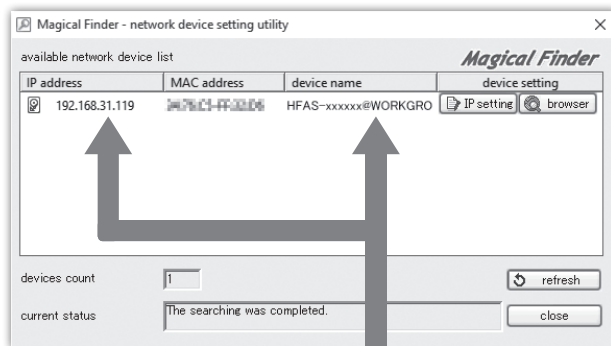 Magical Finder - network device setting utility
available network device list
Magical Finder
IP address MAC address device name device setting
192.168.31.119 HFAS-xxxxxx@WORKGRO IP setting browser
devices count 1 refresh
current status The searching was completed. close